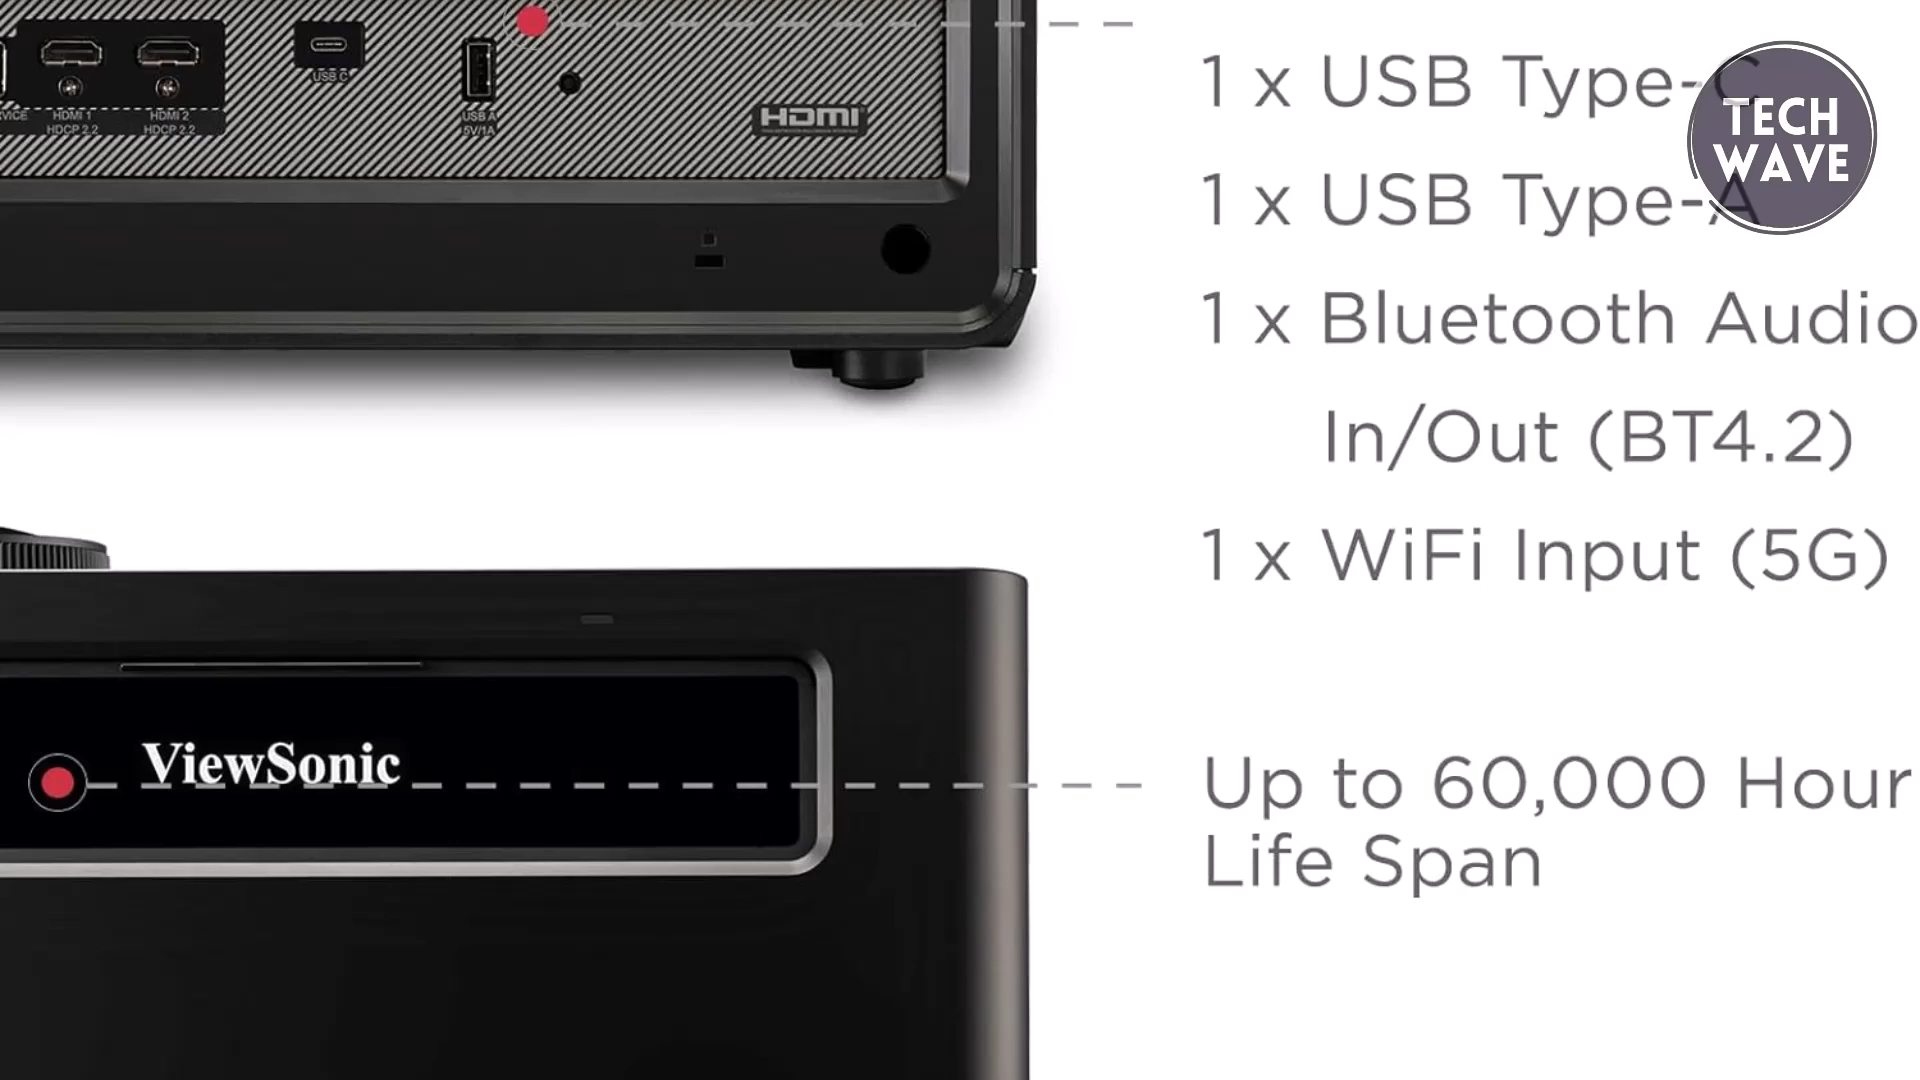 1 x USB Type-C
TECH
WAVE
1 x USB Type-A
1 x Bluetooth Audio
In/Out (BT4.2)
1 x WiFi Input (5G)
VICE
HDMI 1
HDCP 2.2
HDMI 2
HDCP 2.2
USB C
USB A
5V/1A
HDMI
ViewSonic
Up to 60,000 Hour
Life Span